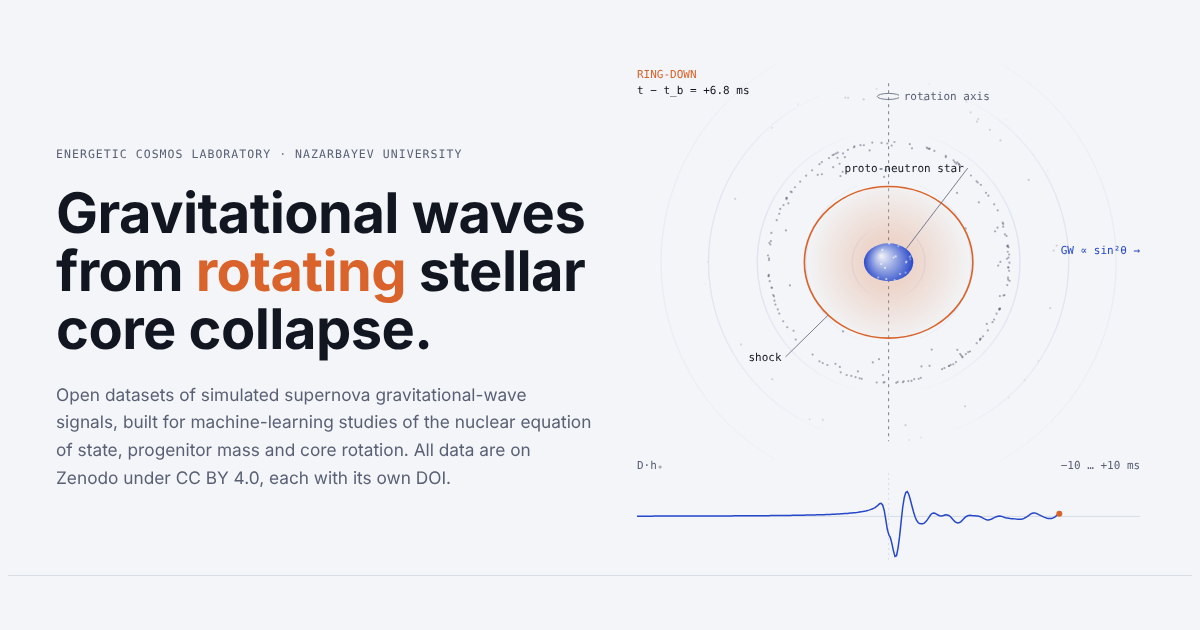 ENERGETIC COSMOS LABORATORY · NAZARBAYEV UNIVERSITY
Gravitational waves
from rotating stellar
core collapse.
Open datasets of simulated supernova gravitational-wave
signals, built for machine-learning studies of the nuclear equation
of state, progenitor mass and core rotation. All data are on
Zenodo under CC BY 4.0, each with its own DOI.
RING-DOWN
t − t_b = +6.8 ms
rotation axis
proto-neutron star
GW ∝ sin²θ →
shock
D·h₊
−10 … +10 ms